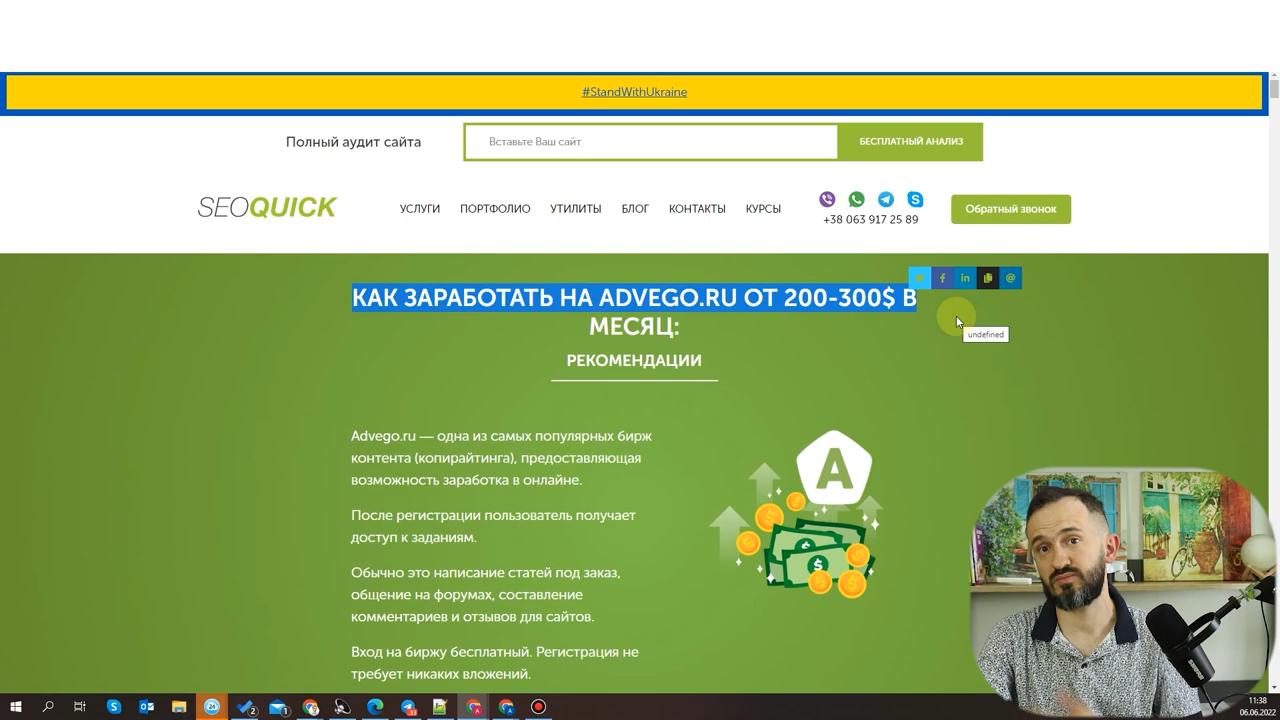 #StandWithUkraine
Полный аудит сайта
Вставьте Ваш сайт
БЕСПЛАТНЫЙ АНАЛИЗ
SEOQUICK
УСЛУГИ ПОРТФОЛИО УТИЛИТЫ БЛОГ КОНТАКТЫ КУРСЫ
+38 063 917 25 89
Обратный звонок
КАК ЗАРАБОТАТЬ НА ADVEGO.RU ОТ 200-300$ В
МЕСЯЦ:
undefined
РЕКОМЕНДАЦИИ
Advego.ru — одна из самых популярных бирж
контента (копирайтинга), предоставляющая
возможность заработка в онлайне.
После регистрации пользователь получает
доступ к заданиям.
Обычно это написание статей под заказ,
общение на форумах, составление
комментариев и отзывов для сайтов.
Вход на биржу бесплатный. Регистрация не
требует никаких вложений.
A
11:38
06.06.2022